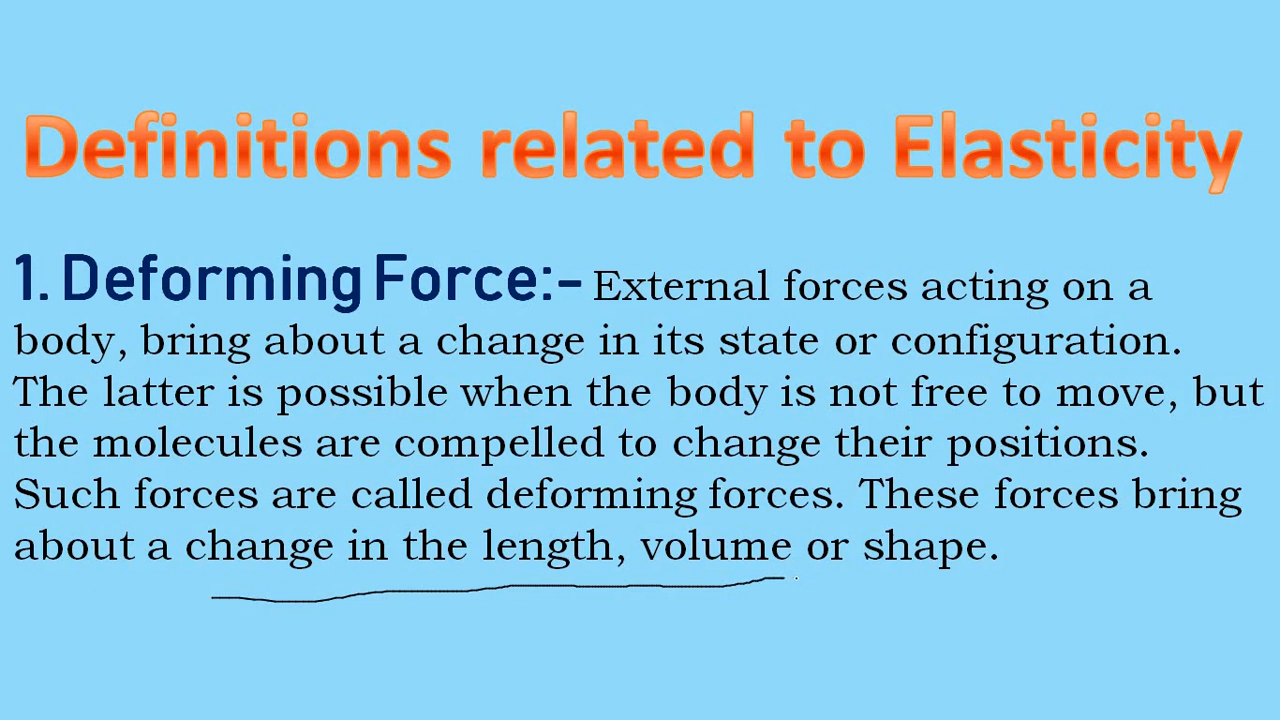 Definitions related to Elasticity
1. Deforming Force:- External forces acting on a
body, bring about a change in its state or configuration.
The latter is possible when the body is not free to move, but
the molecules are compelled to change their positions.
Such forces are called deforming forces. These forces bring
about a change in the length, volume or shape.